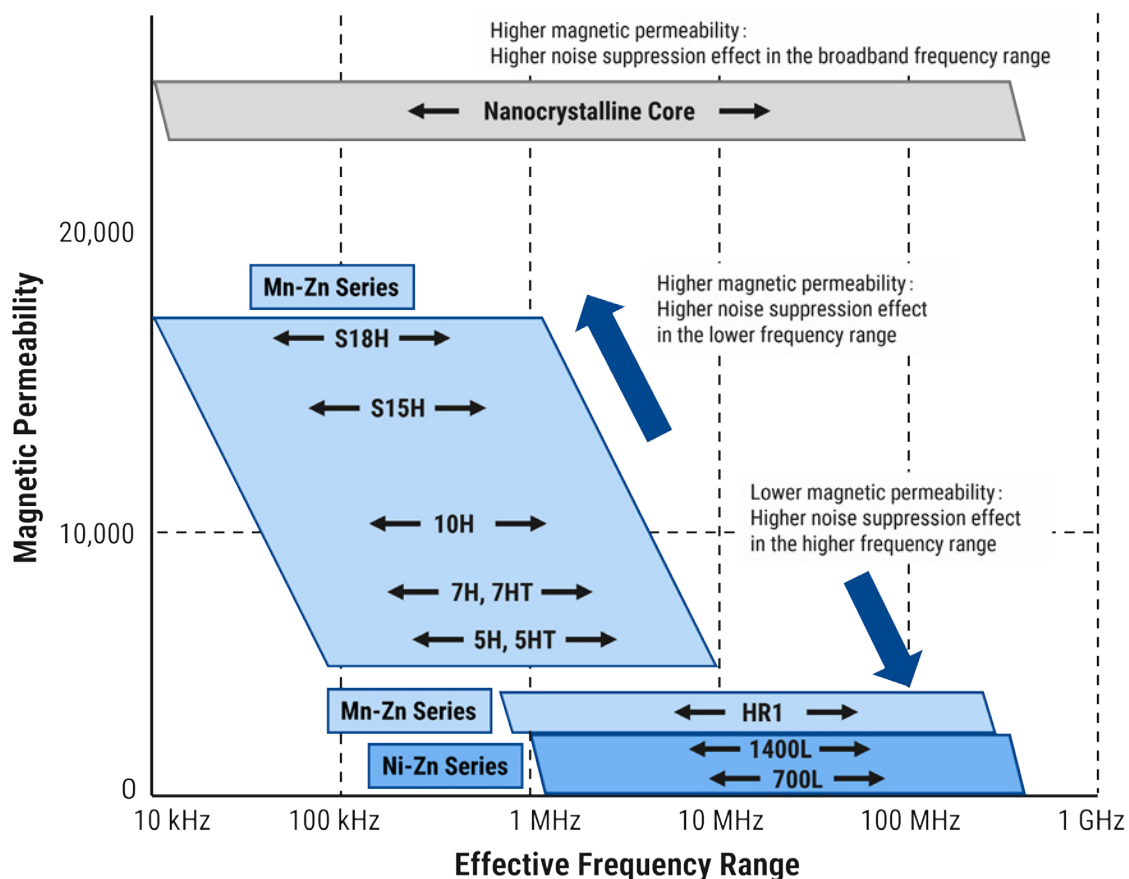 Higher magnetic permeability:
Higher noise suppression effect in the broadband frequency range
Nanocrystalline Core
20,000
Mn-Zn Series
Higher magnetic permeability:
Higher noise suppression effect
in the lower frequency range
S18H
S15H
Magnetic Permeability
Lower magnetic permeability:
Higher noise suppression effect
in the higher frequency range
10,000
10H
7H, 7HT
5H, 5HT
Mn-Zn Series
HR1
Ni-Zn Series
1400L
700L
0
10 kHz 100 kHz 1 MHz 10 MHz 100 MHz 1 GHz
Effective Frequency Range